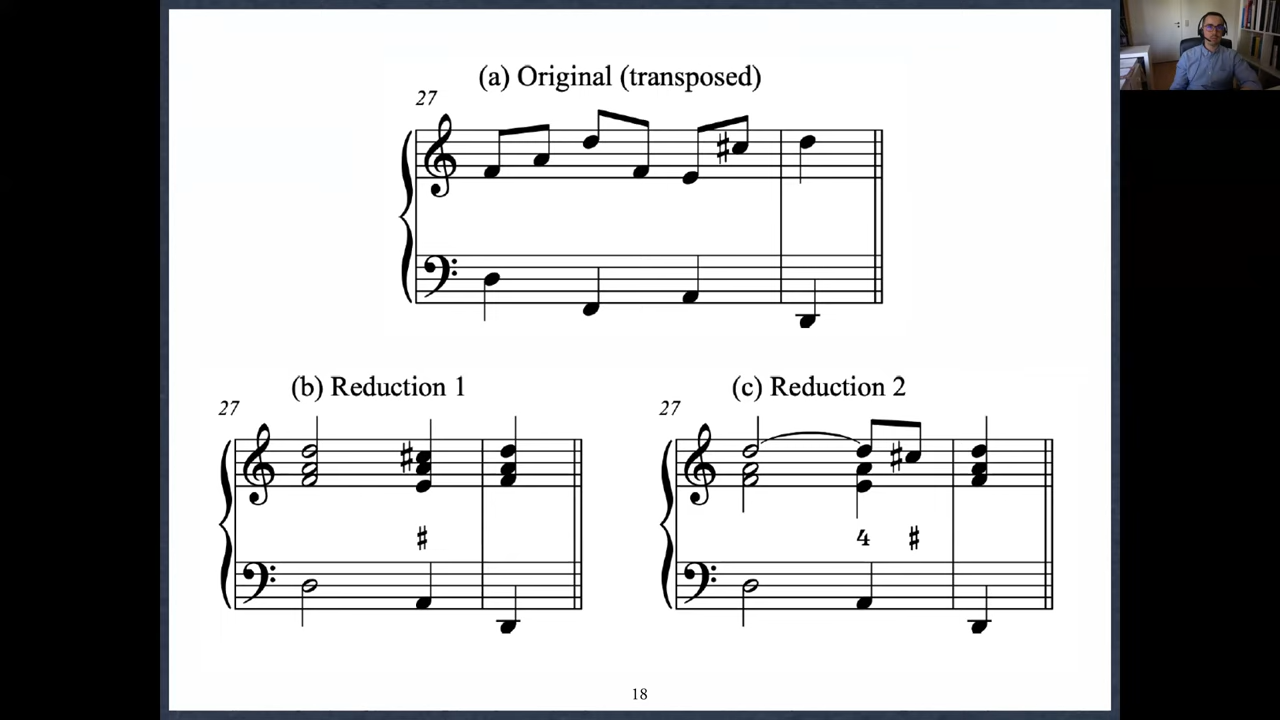 (a) Original (transposed)
27
(b) Reduction 1
27
♯
(c) Reduction 2
27
4 ♯
18